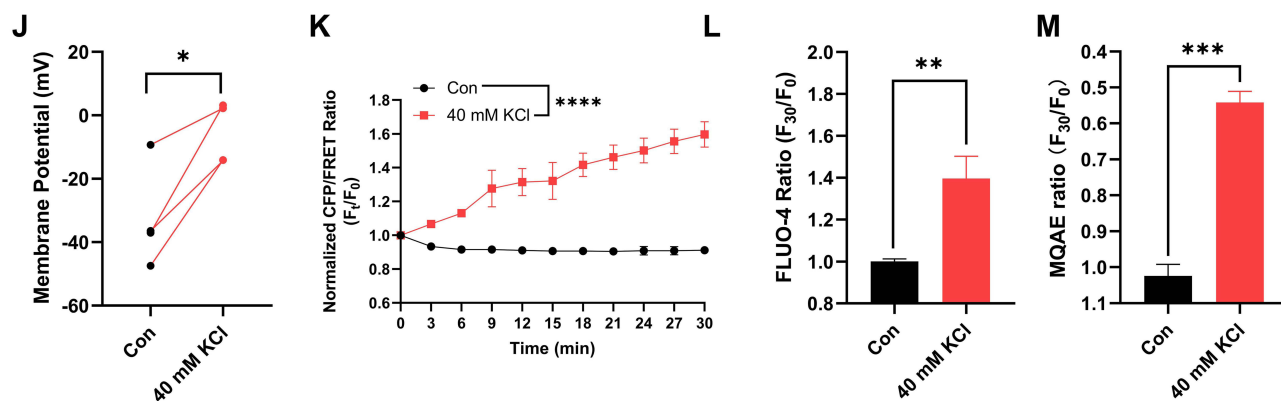 J
Membrane Potential (mV)
20
0
-20
-40
-60
*
Con
40 mM KCl
K
Normalized CFP/FRET Ratio
(Ft/F0)
1.8
1.6
1.4
1.2
1.0
0.8
0.6
Con
40 mM KCl
****
0 3 6 9 12 15 18 21 24 27 30
Time (min)
L
FLUO-4 Ratio (F30/F0)
2.0
1.8
1.6
1.4
1.2
1.0
0.8
**
Con
40 mM KCl
M
MQAE ratio (F30/F0)
0.4
0.5
0.6
0.7
0.8
0.9
1.0
1.1
***
Con
40 mM KCl